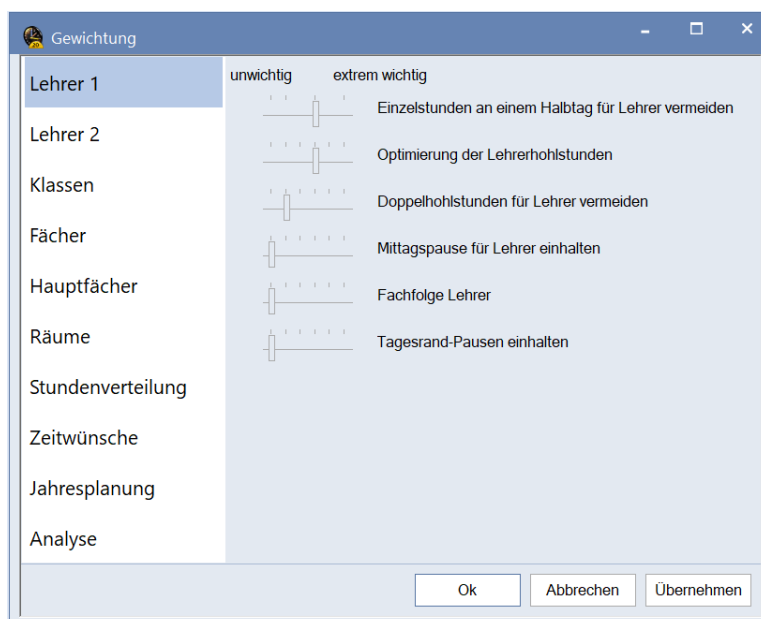 Gewichtung
Lehrer 1
Lehrer 2
Klassen
Fächer
Hauptfächer
Räume
Stundenverteilung
Zeitwünsche
Jahresplanung
Analyse
unwichtig extrem wichtig
Einzelstunden an einem Halbtag für Lehrer vermeiden
Optimierung der Lehrerhohlstunden
Doppelhohlstunden für Lehrer vermeiden
Mittagspause für Lehrer einhalten
Fachfolge Lehrer
Tagesrand-Pausen einhalten
Ok Abbrechen Übernehmen